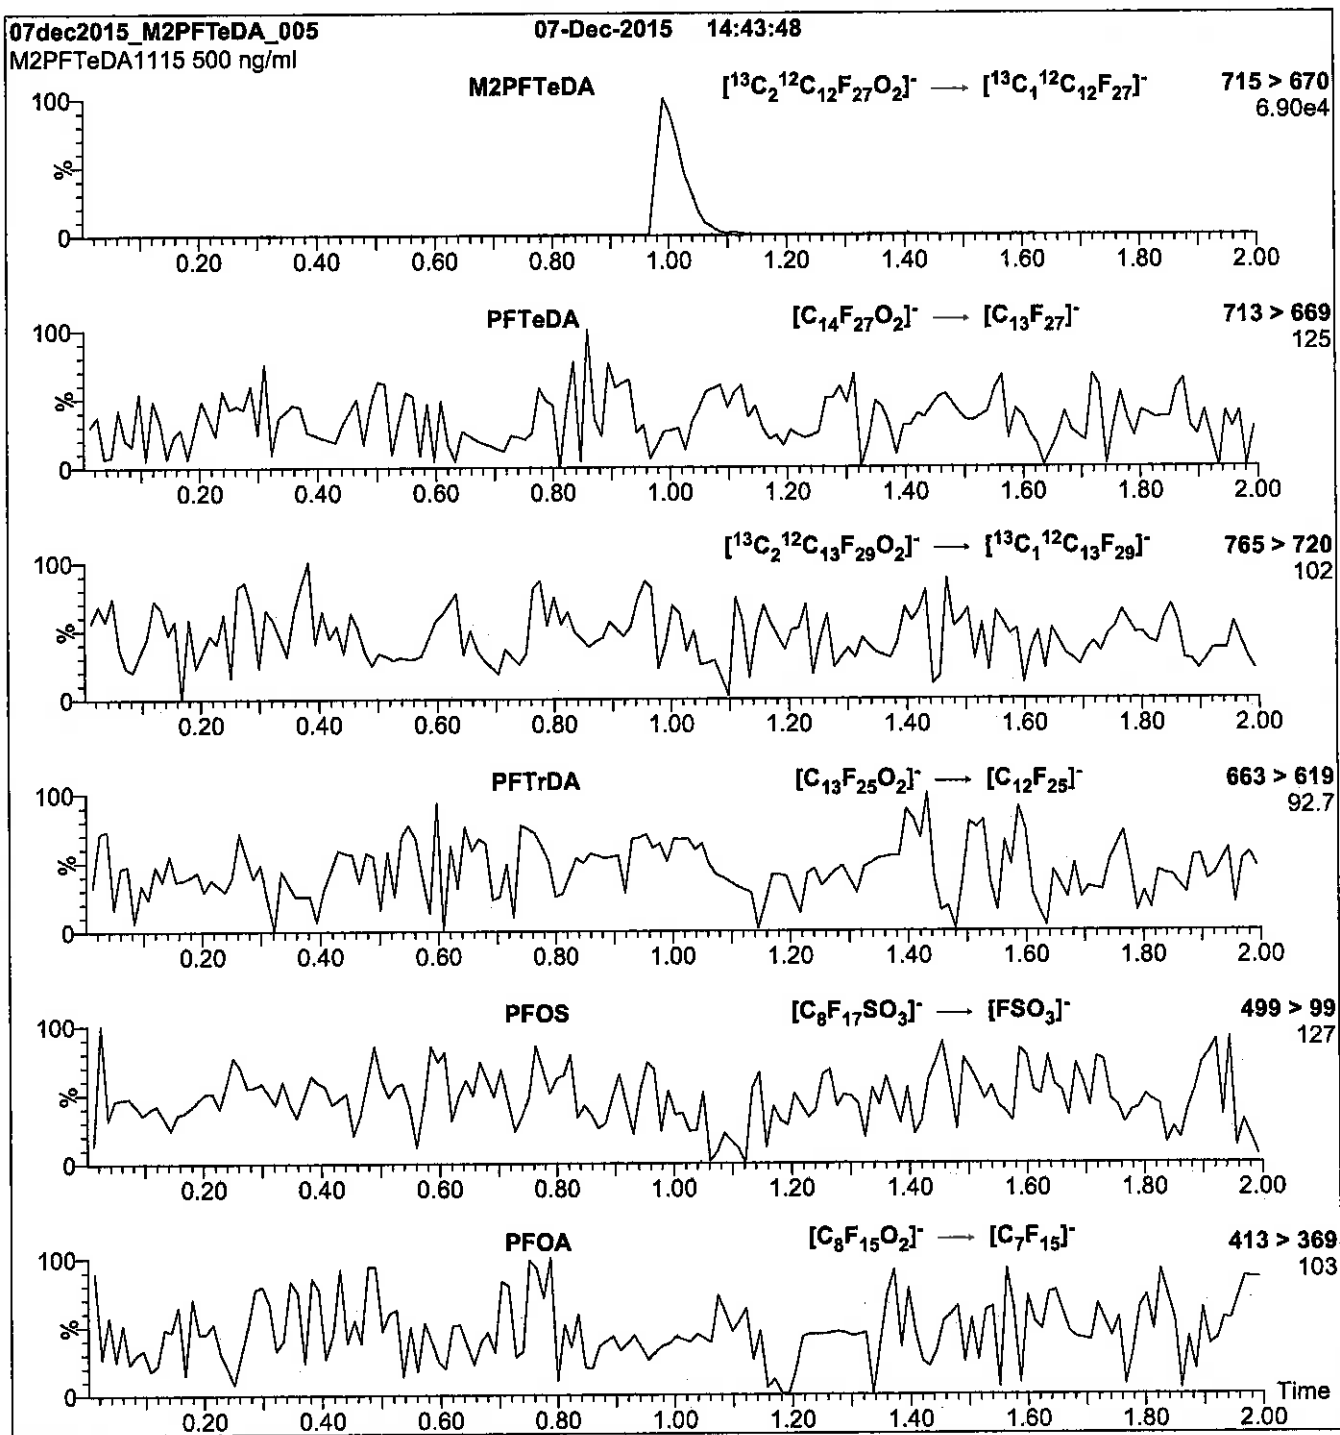 07dec2015_M2PFTeDA_005 07-Dec-2015 14:43:48
M2PFTeDA1115 500 ng/ml
M2PFTeDA [¹³C₂¹²C₁₂F₂₇O₂]⁻ → [¹³C₁¹²C₁₂F₂₇]⁻ 715 > 670
6.90e4
100
%
0
0.20 0.40 0.60 0.80 1.00 1.20 1.40 1.60 1.80 2.00
PFTeDA [C₁₄F₂₇O₂]⁻ → [C₁₃F₂₇]⁻ 713 > 669
125
100
%
0
0.20 0.40 0.60 0.80 1.00 1.20 1.40 1.60 1.80 2.00
[¹³C₂¹²C₁₃F₂₉O₂]⁻ → [¹³C₁¹²C₁₃F₂₉]⁻ 765 > 720
102
100
%
0
0.20 0.40 0.60 0.80 1.00 1.20 1.40 1.60 1.80 2.00
PFTrDA [C₁₃F₂₅O₂]⁻ → [C₁₂F₂₅]⁻ 663 > 619
92.7
100
%
0
0.20 0.40 0.60 0.80 1.00 1.20 1.40 1.60 1.80 2.00
PFOS [C₈F₁₇SO₃]⁻ → [FSO₃]⁻ 499 > 99
127
100
%
0
0.20 0.40 0.60 0.80 1.00 1.20 1.40 1.60 1.80 2.00
PFOA [C₈F₁₅O₂]⁻ → [C₇F₁₅]⁻ 413 > 369
103
100
%
0
Time
0.20 0.40 0.60 0.80 1.00 1.20 1.40 1.60 1.80 2.00